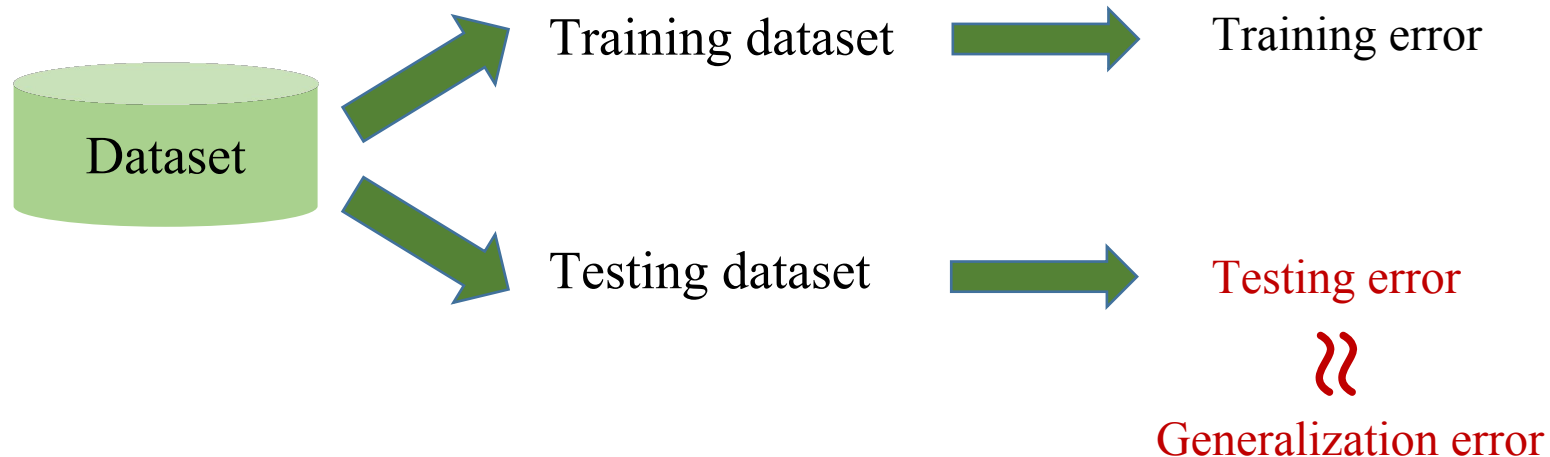 Training dataset
Training error
Dataset
Testing dataset
Testing error
≈
Generalization error